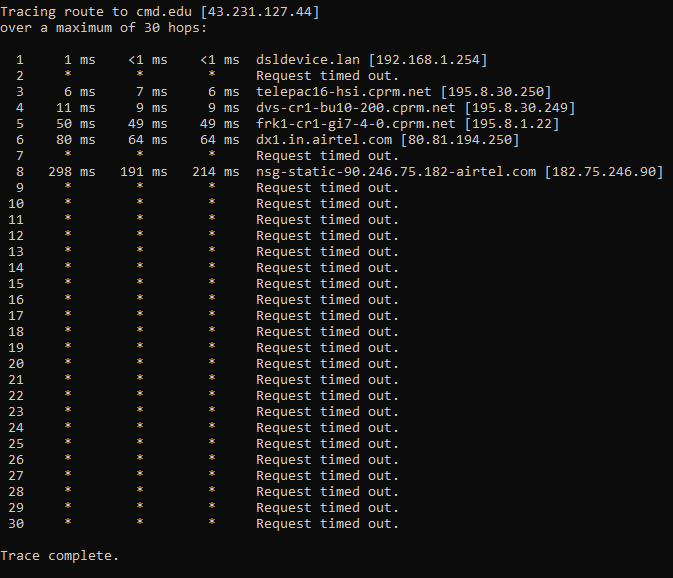 Tracing route to cmd.edu [43.231.127.44]
over a maximum of 30 hops:
1 1 ms <1 ms <1 ms dsldevice.lan [192.168.1.254]
2 * * * Request timed out.
3 6 ms 7 ms 6 ms telepac16-hsi.cprm.net [195.8.30.250]
4 11 ms 9 ms 9 ms dvs-cr1-bu10-200.cprm.net [195.8.30.249]
5 50 ms 49 ms 49 ms frk1-cr1-gi7-4-0.cprm.net [195.8.1.22]
6 80 ms 64 ms 64 ms dx1.in.airtel.com [80.81.194.250]
7 * * * Request timed out.
8 298 ms 191 ms 214 ms nsg-static-90.246.75.182-airtel.com [182.75.246.90]
9 * * * Request timed out.
10 * * * Request timed out.
11 * * * Request timed out.
12 * * * Request timed out.
13 * * * Request timed out.
14 * * * Request timed out.
15 * * * Request timed out.
16 * * * Request timed out.
17 * * * Request timed out.
18 * * * Request timed out.
19 * * * Request timed out.
20 * * * Request timed out.
21 * * * Request timed out.
22 * * * Request timed out.
23 * * * Request timed out.
24 * * * Request timed out.
25 * * * Request timed out.
26 * * * Request timed out.
27 * * * Request timed out.
28 * * * Request timed out.
29 * * * Request timed out.
30 * * * Request timed out.
Trace complete.